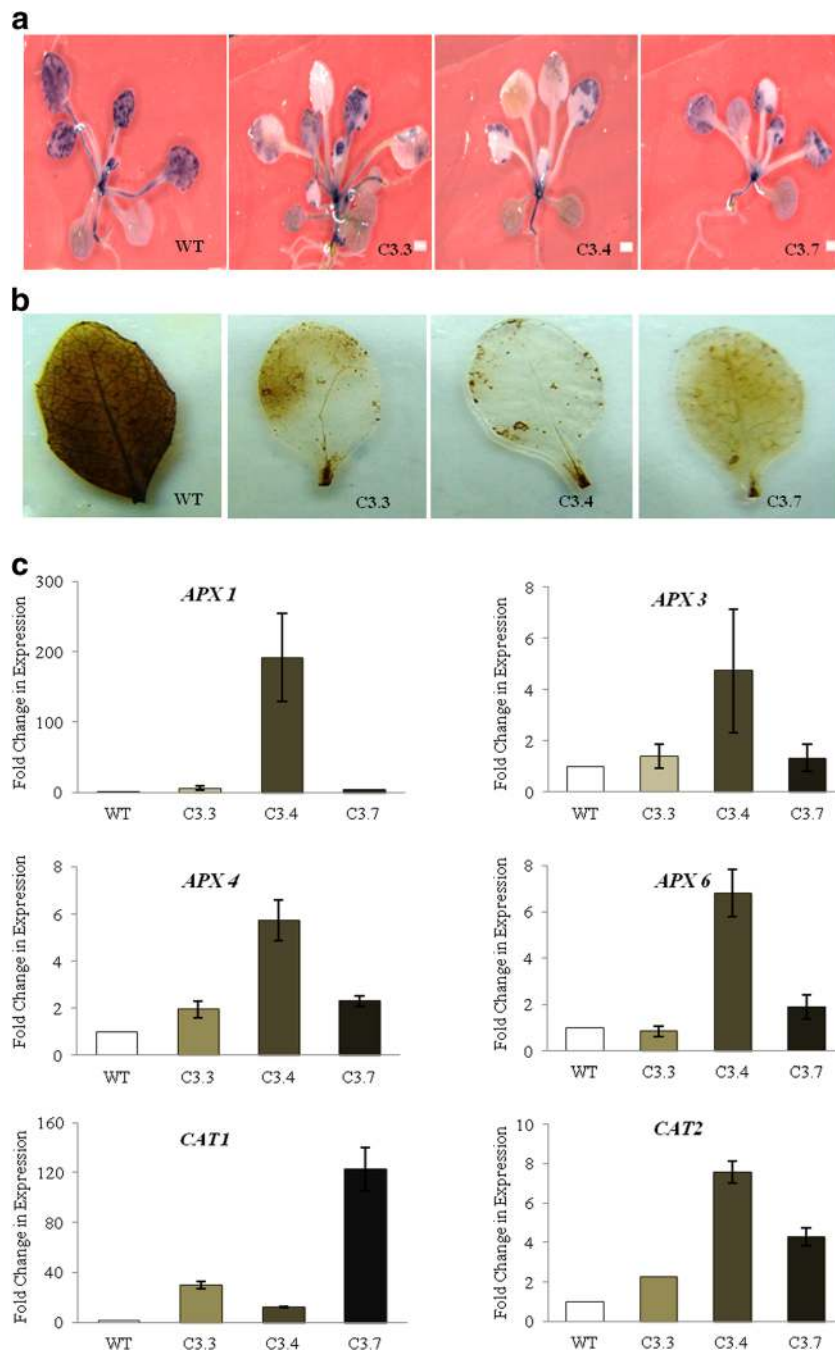 a
WT
C3.3
C3.4
C3.7
b
WT
C3.3
C3.4
C3.7
c
APX 1
Fold Change in Expression
300
200
100
0
WT C3.3 C3.4 C3.7
APX 3
Fold Change in Expression
8
6
4
2
0
WT C3.3 C3.4 C3.7
APX 4
Fold Change in Expression
8
6
4
2
0
WT C3.3 C3.4 C3.7
APX 6
Fold Change in Expression
8
6
4
2
0
WT C3.3 C3.4 C3.7
CAT1
Fold Change in Expression
160
120
80
40
0
WT C3.3 C3.4 C3.7
CAT2
Fold Change in Expression
10
8
6
4
2
0
WT C3.3 C3.4 C3.7